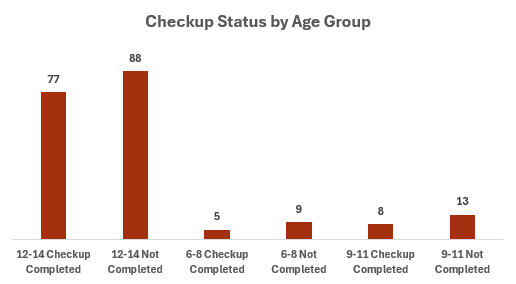 Checkup Status by Age Group
77
88
5
9
8
13
12-14 Checkup
Completed
12-14 Not
Completed
6-8 Checkup
Completed
6-8 Not
Completed
9-11 Checkup
Completed
9-11 Not
Completed